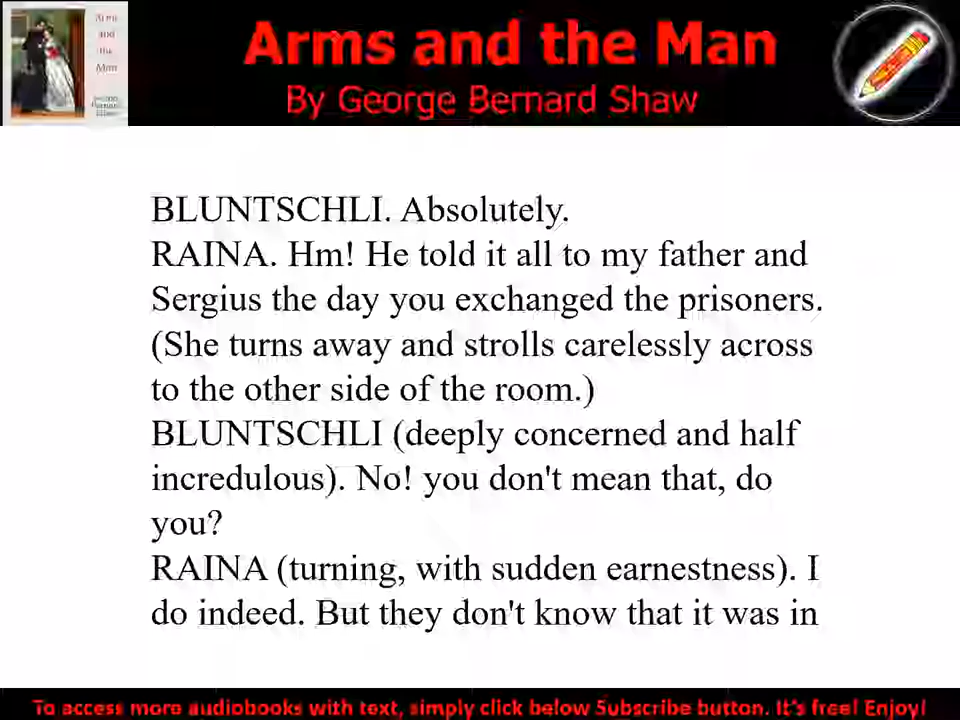 Arms and the Man
By George Bernard Shaw
Arms
and
the
Man
BLUNTSCHLI. Absolutely.
RAINA. Hm! He told it all to my father and
Sergius the day you exchanged the prisoners.
(She turns away and strolls carelessly across
to the other side of the room.)
BLUNTSCHLI (deeply concerned and half
incredulous). No! you don't mean that, do
you?
RAINA (turning, with sudden earnestness). I
do indeed. But they don't know that it was in
To access more audiobooks with text, simply click below Subscribe button. It's free! Enjoy!